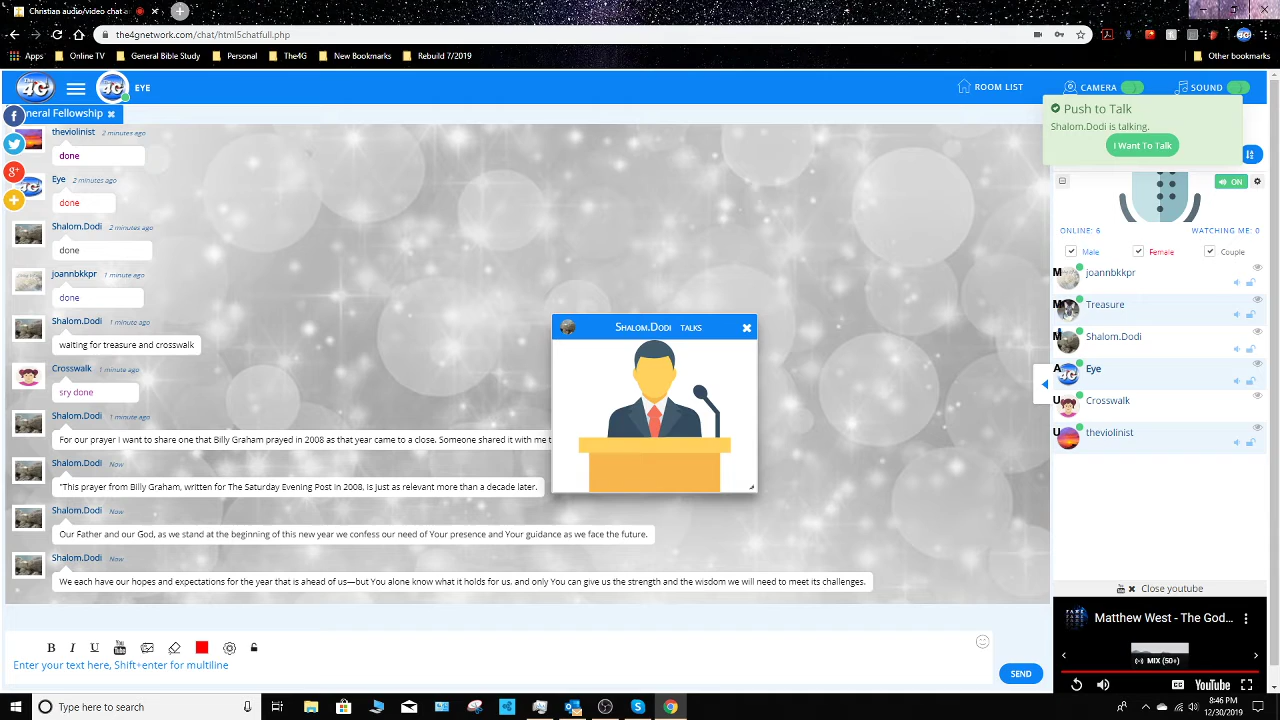 Christian audio/video chat a
the4gnetwork.com/chat/html5chatfull.php
Apps Online TV General Bible Study Personal The4G New Bookmarks Rebuild 7/2019 Other bookmarks
4G EYE ROOM LIST CAMERA SOUND
neral Fellowship
Push to Talk
Shalom.Dodi is talking.
I Want To Talk
theviolinist 2 minute ago
done
Eye 2 minutes ago
done
Shalom.Dodi 2 minutes ago
done
joannbkkpr 1 minute ago
done
Shalom.Dodi 1 minute ago
waiting for treasure and crosswalk
Crosswalk 1 minute ago
sry done
Shalom.Dodi 1 minute ago
For our prayer I want to share one that Billy Graham prayed in 2008 as that year came to a close. Someone shared it with me t
Shalom.Dodi Now
"This prayer from Billy Graham, written for The Saturday Evening Post in 2008, is just as relevant more than a decade later.
Shalom.Dodi Now
Our Father and our God, as we stand at the beginning of this new year we confess our need of Your presence and Your guidance as we face the future.
Shalom.Dodi Now
We each have our hopes and expectations for the year that is ahead of us—but You alone know what it holds for us, and only You can give us the strength and the wisdom we will need to meet its challenges.
Shalom.Dodi talks
ON
ONLINE: 6 WATCHING ME: 0
Male Female Couple
M joannbkkpr
M Treasure
M Shalom.Dodi
A Eye
U Crosswalk
U theviolinist
Close youtube
Matthew West - The God...
MIX (50+)
CC YouTube
B I U You Tube
Enter your text here, Shift+enter for multiline
SEND
Type here to search
8:46 PM
12/30/2019